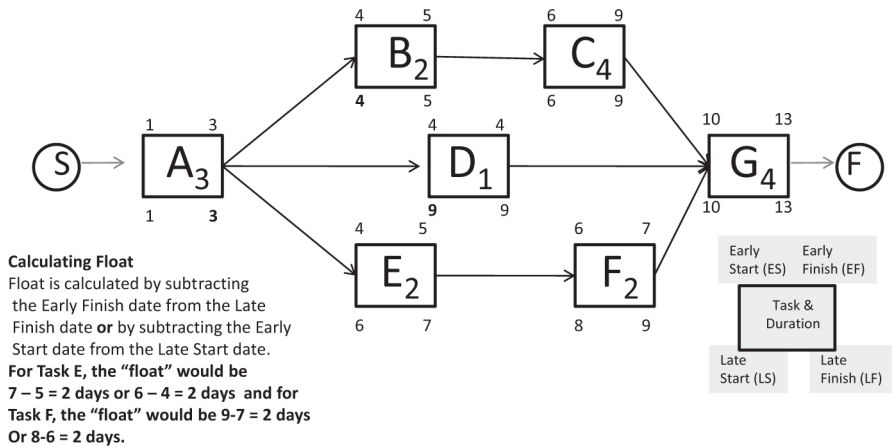 4 5
B2
4 5
6 9
C4
6 9
S
1 3
A3
1 3
4 4
D1
9 9
10 13
G4
10 13
F
4 5
E2
6 7
6 7
F2
8 9
Calculating Float
Float is calculated by subtracting
the Early Finish date from the Late
Finish date or by subtracting the Early
Start date from the Late Start date.
For Task E, the “float” would be
7 – 5 = 2 days or 6 – 4 = 2 days and for
Task F, the “float” would be 9-7 = 2 days
Or 8-6 = 2 days.
Early Early
Start (ES) Finish (EF)
Task &
Duration
Late Late
Start (LS) Finish (LF)